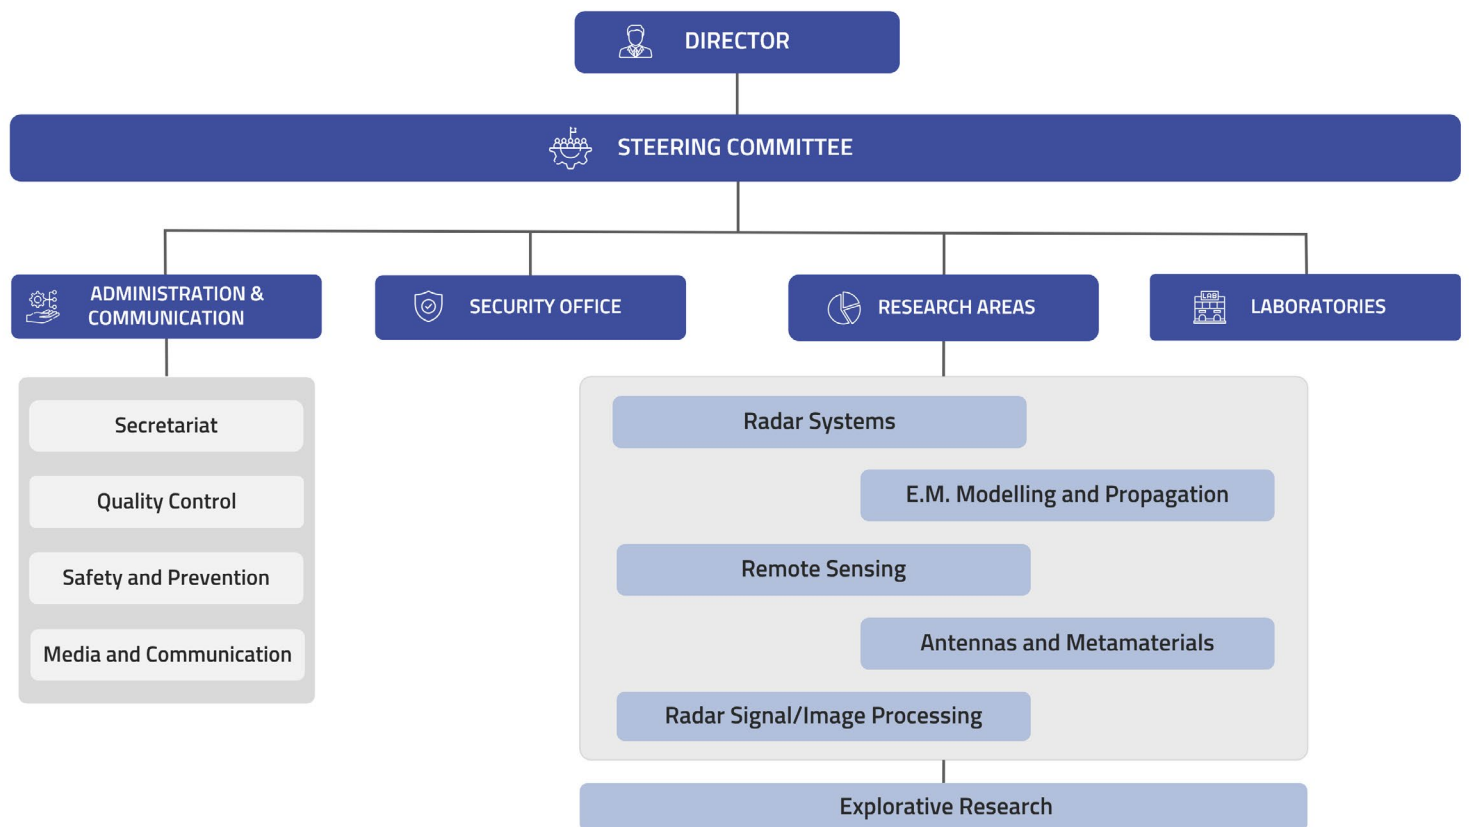 DIRECTOR
STEERING COMMITTEE
ADMINISTRATION &
COMMUNICATION
SECURITY OFFICE
RESEARCH AREAS
LAB
LABORATORIES
Secretariat
Quality Control
Safety and Prevention
Media and Communication
Radar Systems
E.M. Modelling and Propagation
Remote Sensing
Antennas and Metamaterials
Radar Signal/Image Processing
Explorative Research